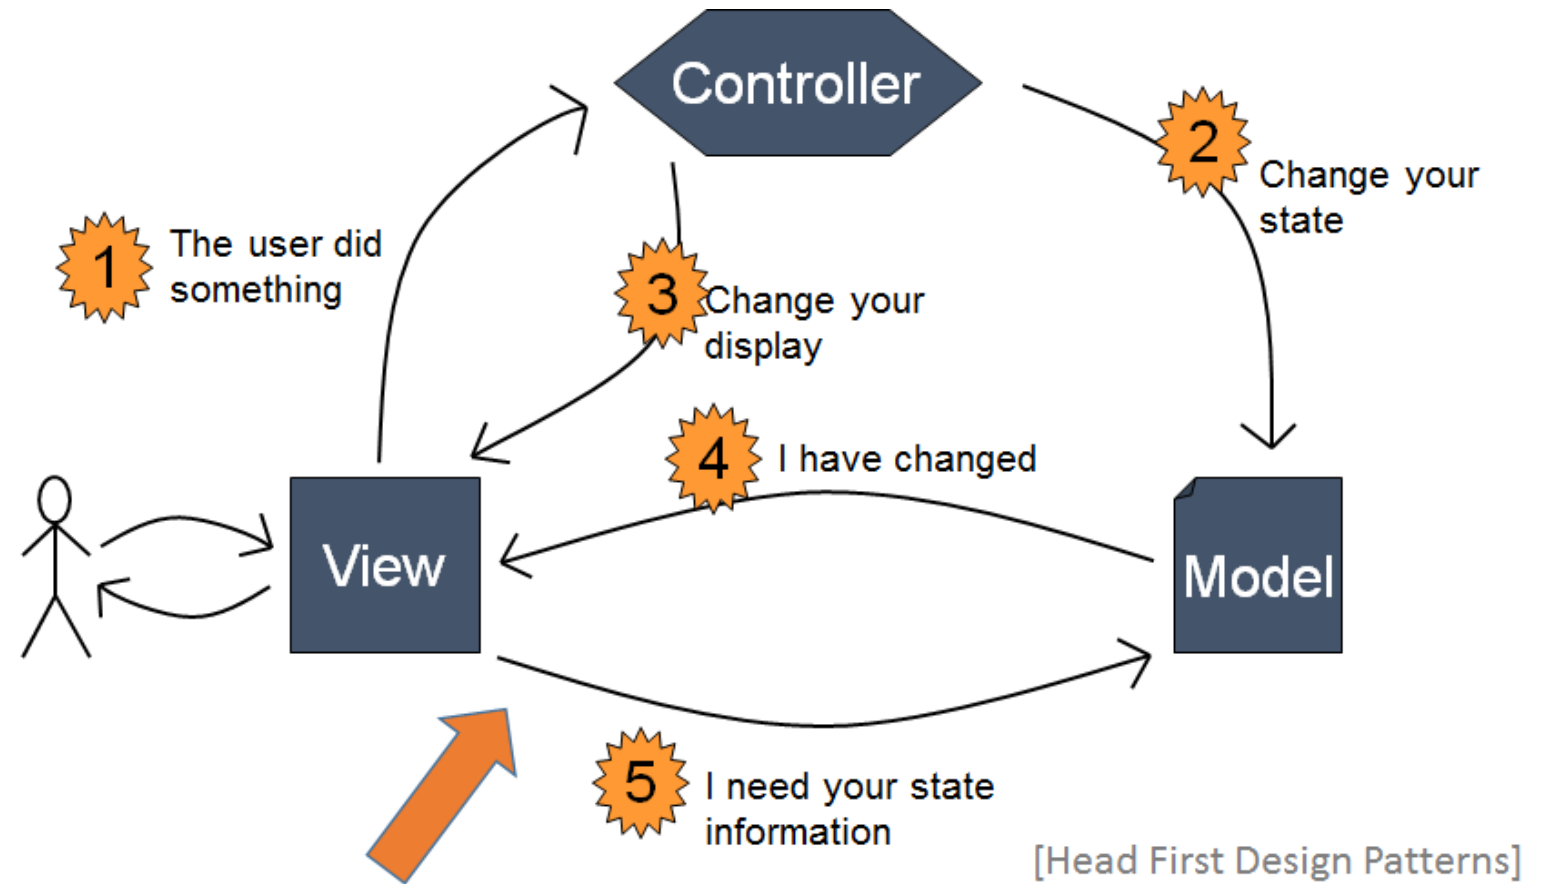 Controller
1
The user did
something
2
Change your
state
3
Change your
display
4
I have changed
View
Model
5
I need your state
information
[Head First Design Patterns]